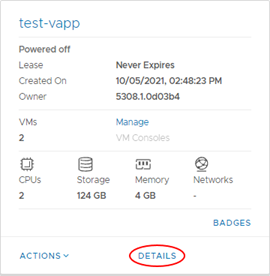 test-vapp
Powered off
Lease Never Expires
Created On 10/05/2021, 02:48:23 PM
Owner 5308.1.0d03b4
VMs Manage
2 VM Consoles
CPUs Storage Memory Networks
2 124 GB 4 GB -
BADGES
ACTIONS DETAILS